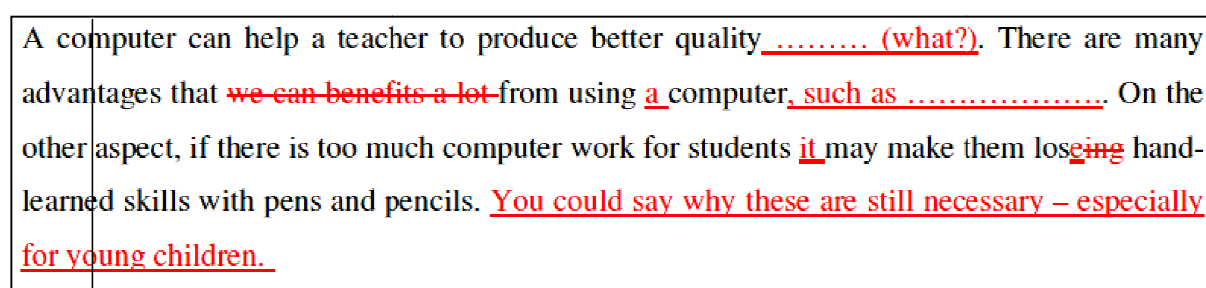 A computer can help a teacher to produce better quality ……… (what?). There are many
advantages that we can benefits a lot from using a computer, such as ………………… . On the
other aspect, if there is too much computer work for students it may make them loseing hand-
learned skills with pens and pencils. You could say why these are still necessary – especially
for young children.